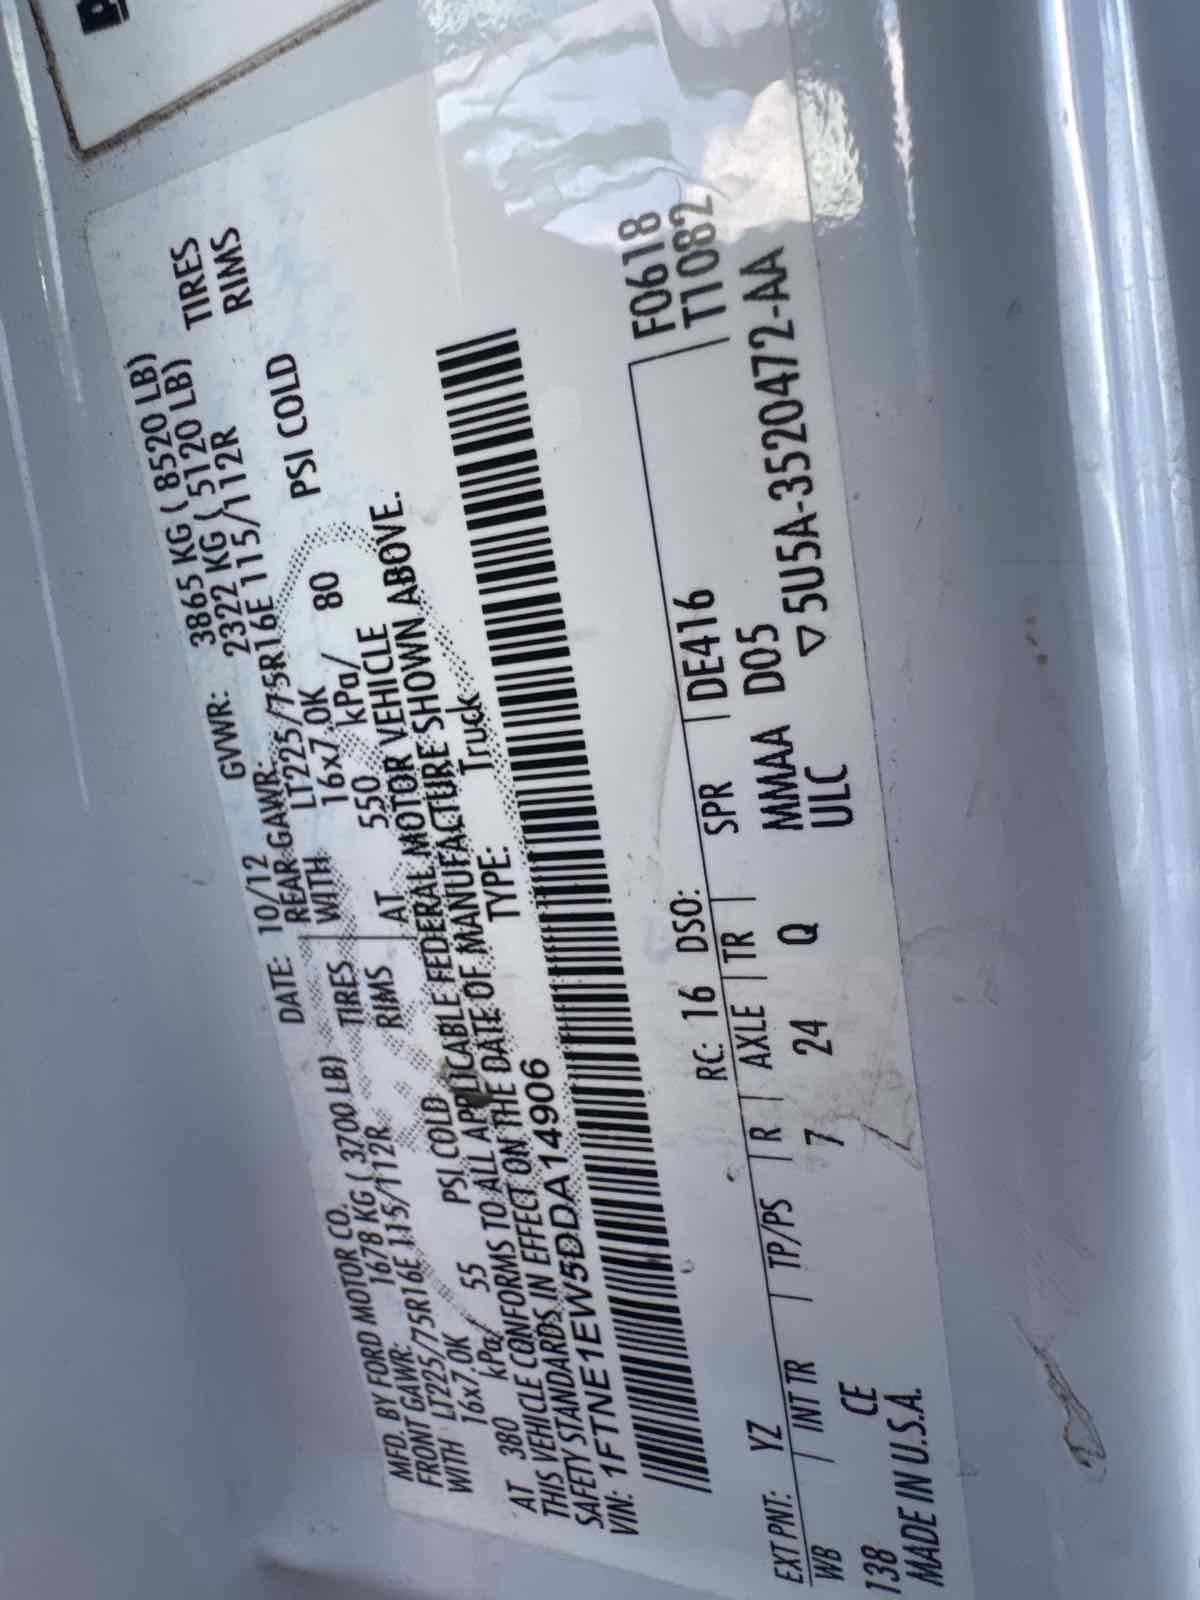 MFD. BY FORD MOTOR CO.
DATE: 10/12 GVWR: 3865 KG ( 8520 LB)
FRONT GAWR: 1678 KG ( 3700 LB) REAR GAWR: 2322 KG ( 5120 LB)
WITH LT225/75R16E 115/112R TIRES WITH LT225/75R16E 115/112R TIRES
16x7.0K RIMS 16x7.0K RIMS
AT 380 kPa/ 55 PSI COLD AT 550 kPa/ 80 PSI COLD
THIS VEHICLE CONFORMS TO ALL APPLICABLE FEDERAL MOTOR VEHICLE
SAFETY STANDARDS IN EFFECT ON THE DATE OF MANUFACTURE SHOWN ABOVE.
VIN: 1FTNE1EW5DDA14906 TYPE: Truck
F0618
T1082
EXT PNT: YZ RC: 16 DSO:
WB INT TR TP/PS R AXLE TR SPR DE416
138 CE 7 24 Q MMAA D05
ULC
MADE IN U.S.A. ▽5U5A-3520472-AA